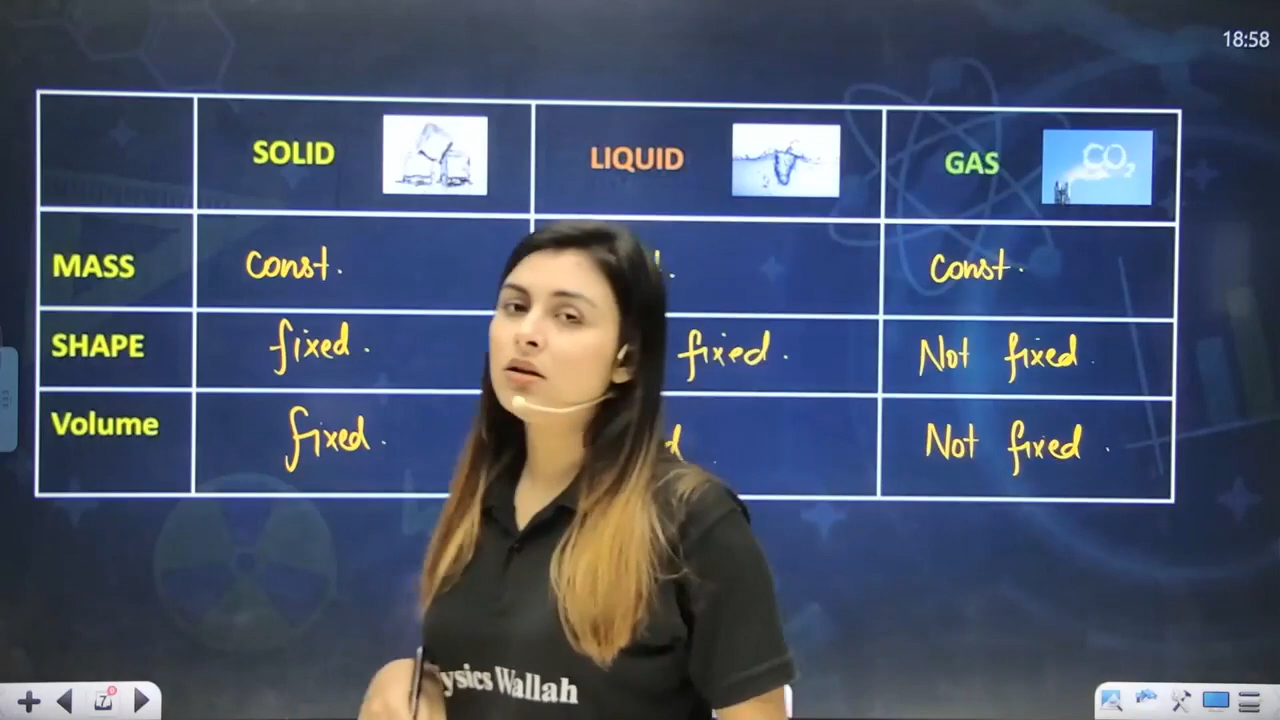 18:58
SOLID LIQUID GAS CO₂
MASS const. const.
SHAPE fixed. fixed. Not fixed.
Volume fixed. Not fixed.
Wallah